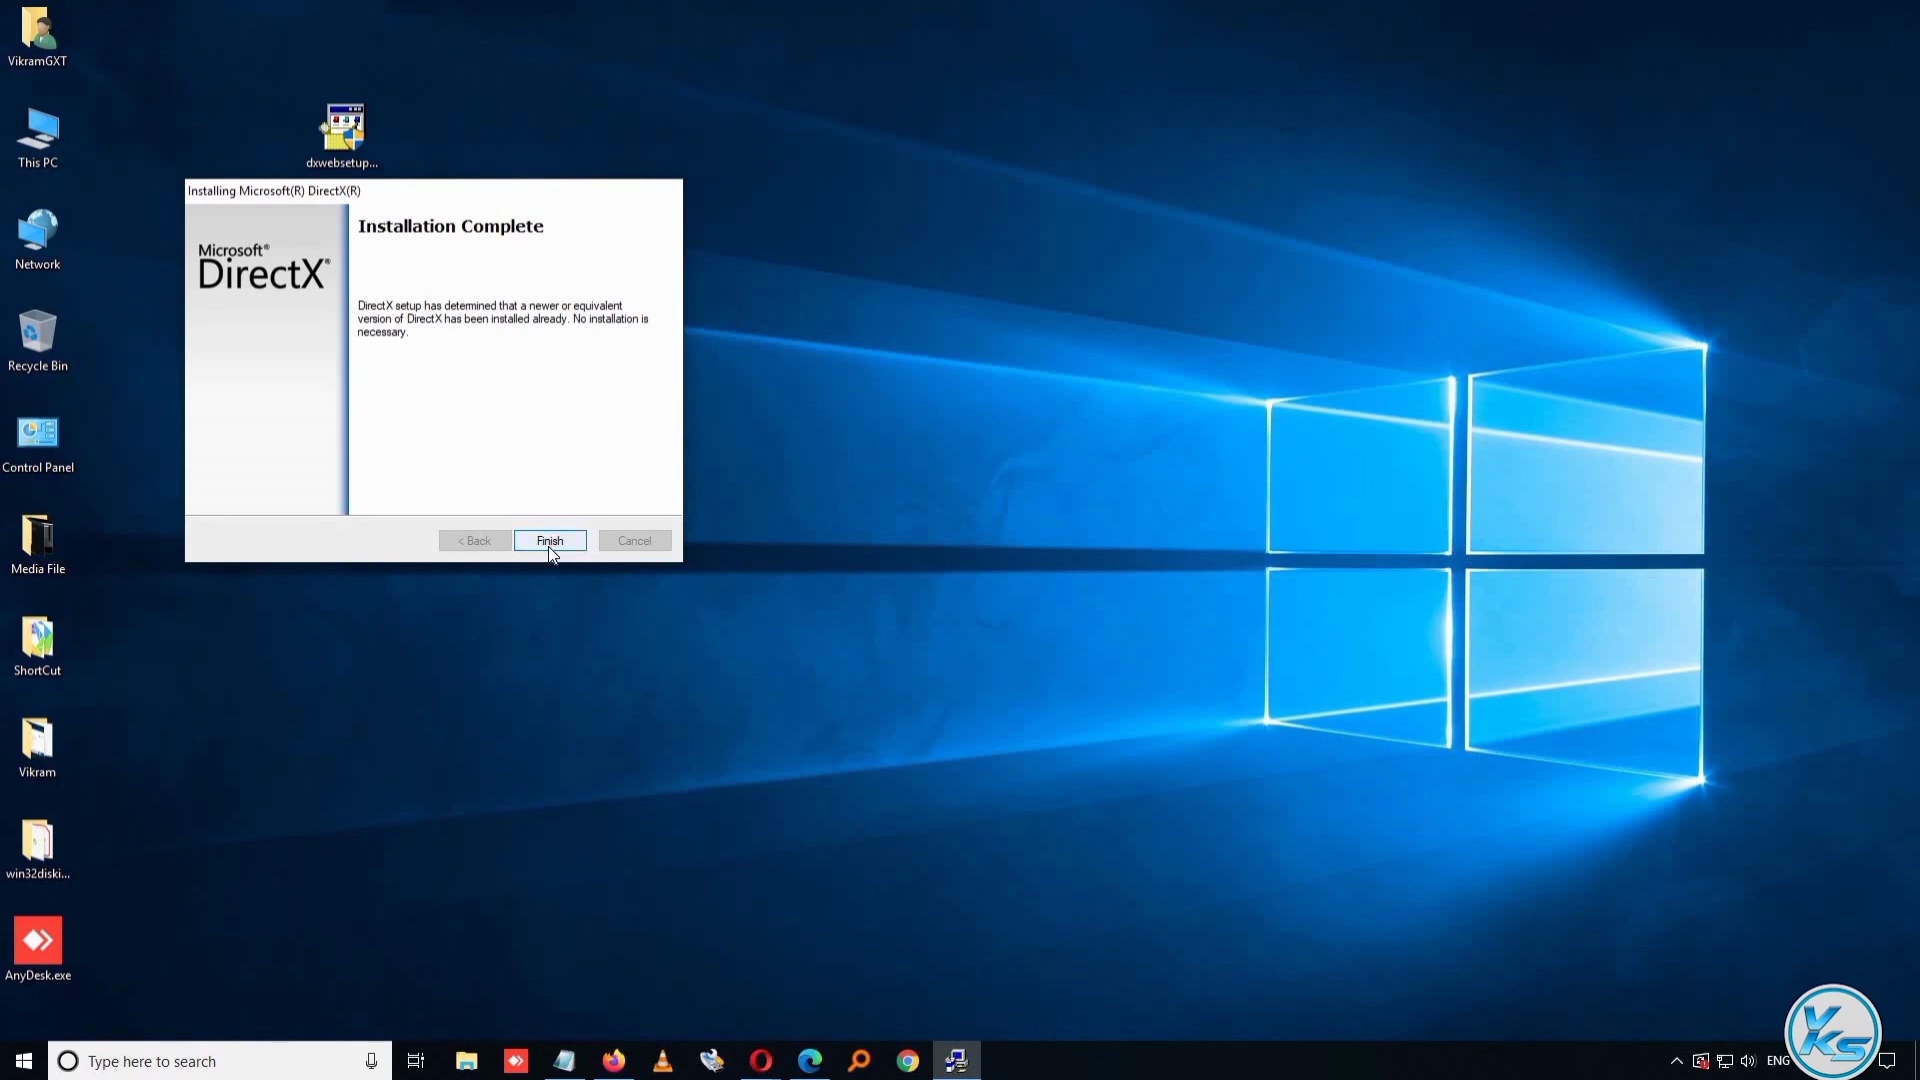 VikramGXT
This PC
Network
Recycle Bin
Control Panel
Media File
ShortCut
Vikram
win32diski...
AnyDesk.exe
dxwebsetup...
Installing Microsoft(R) DirectX(R)
Microsoft®
DirectX®
Installation Complete
DirectX setup has determined that a newer or equivalent
version of DirectX has been installed already. No installation is
necessary.
< Back
Finish
Cancel
Type here to search
ENG
VKS